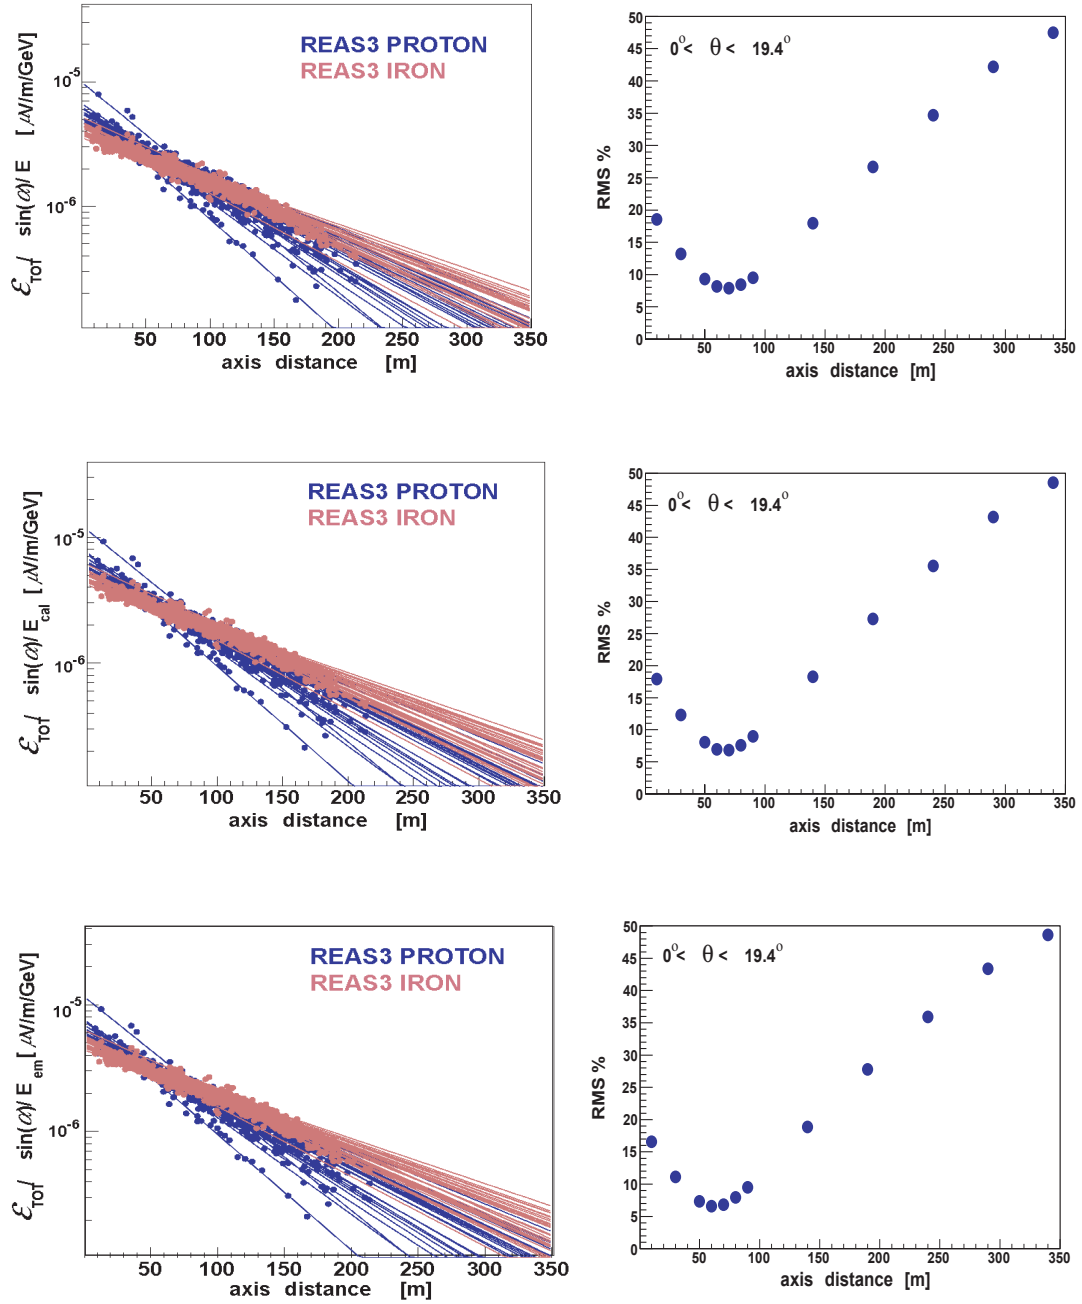 REAS3 PROTON
REAS3 IRON
10-5
10-6
ℰTOT/ sin(α)/ E [μV/m/GeV]
50 100 150 200 250 300 350
axis distance [m]
0°< θ < 19.4°
50
45
40
35
30
25
20
15
10
5
0
RMS %
50 100 150 200 250 300 350
axis distance [m]
REAS3 PROTON
REAS3 IRON
10-5
10-6
ℰTOT/ sin(α)/ Ecal [μV/m/GeV]
50 100 150 200 250 300 350
axis distance [m]
0°< θ < 19.4°
50
45
40
35
30
25
20
15
10
5
0
RMS %
50 100 150 200 250 300 350
axis distance [m]
REAS3 PROTON
REAS3 IRON
10-5
10-6
ℰTOT/ sin(α)/ Eem [μV/m/GeV]
50 100 150 200 250 300 350
axis distance [m]
0°< θ < 19.4°
50
45
40
35
30
25
20
15
10
5
0
RMS %
50 100 150 200 250 300 350
axis distance [m]